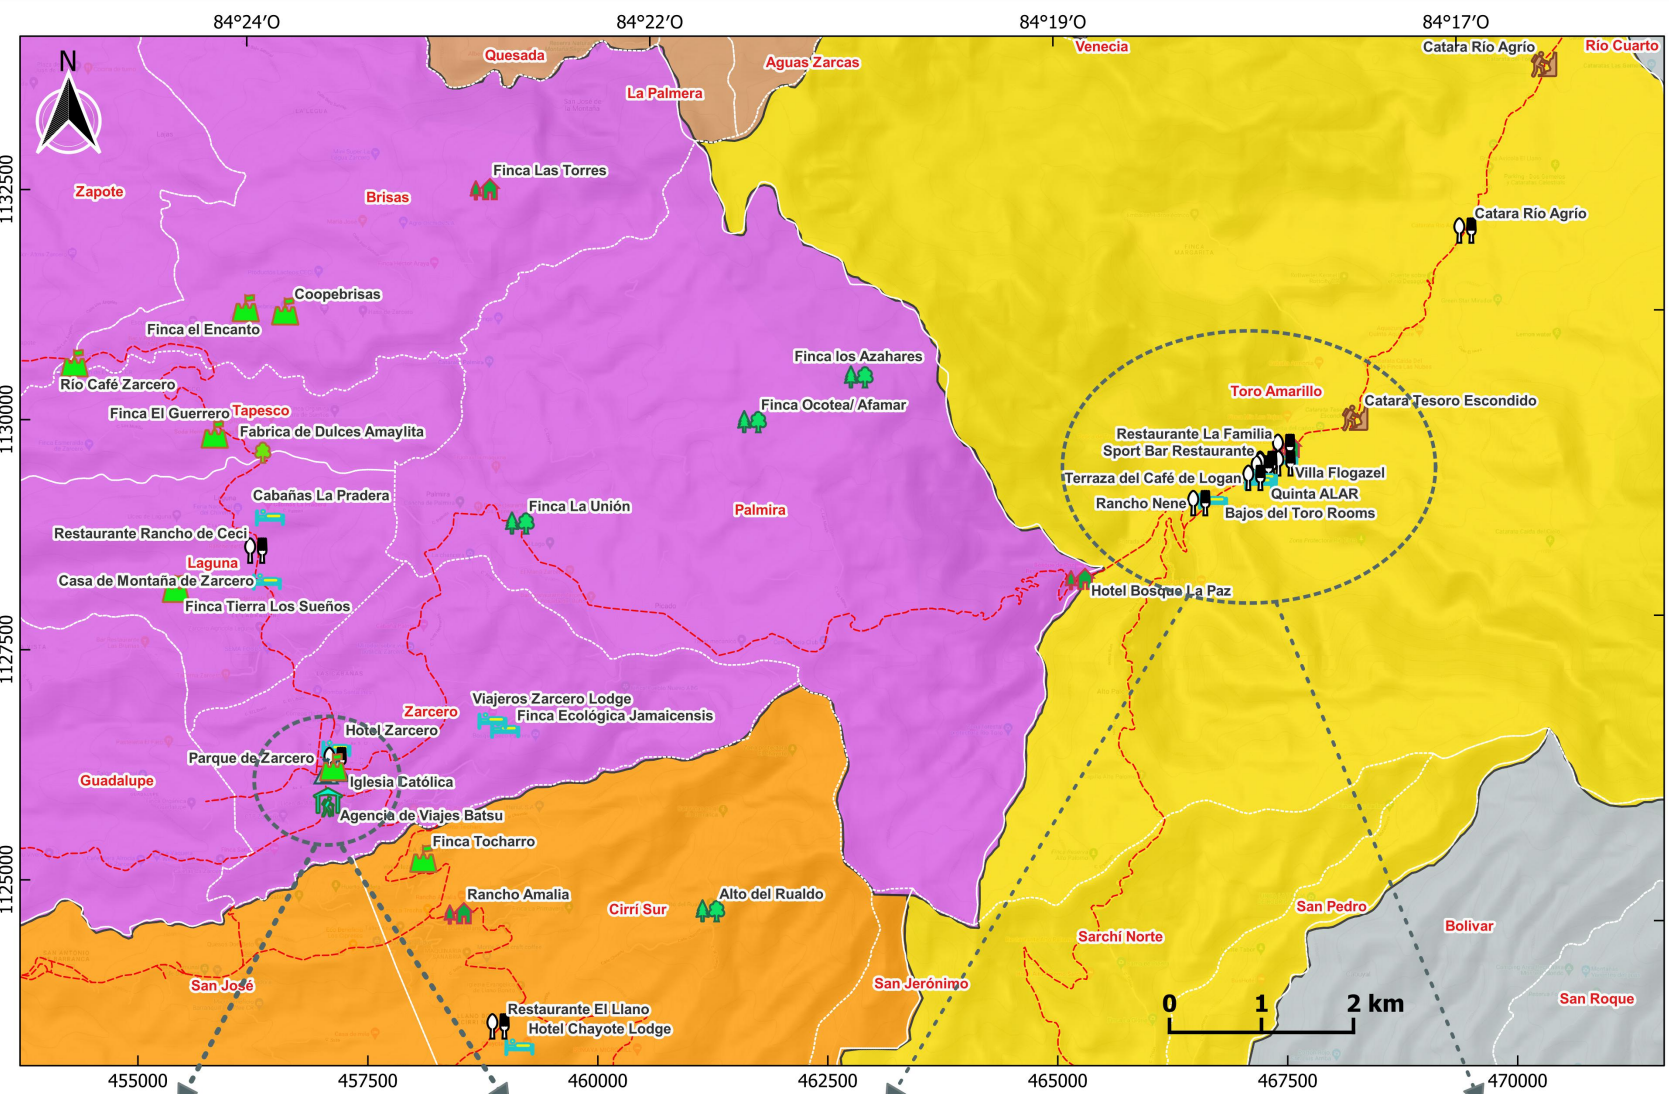 84°24'O
84°22'O
84°19'O
84°17'O
N
Quesada
Aguas Zarcas
Venecia
Catara Río Agrío
Río Cuarto
La Palmera
1132500
Zapote
Brisas
Finca Las Torres
Catara Río Agrío
Coopebrisas
Finca el Encanto
Río Café Zarcero
Finca los Azahares
Toro Amarillo
Catara Tesoro Escondido
1130000
Finca El Guerrero
Tapesco
Finca Ocotea/ Afamar
Fabrica de Dulces Amaylita
Restaurante La Familia
Sport Bar Restaurante
Terraza del Café de Logan
Villa Flogazel
Quinta ALAR
Cabañas La Pradera
Rancho Nene
Bajos del Toro Rooms
Finca La Unión
Palmira
Restaurante Rancho de Ceci
Laguna
Casa de Montaña de Zarcero
Finca Tierra Los Sueños
Hotel Bosque La Paz
1127500
Viajeros Zarcero Lodge
Zarcero
Finca Ecológica Jamaicensis
Hotel Zarcero
Parque de Zarcero
Guadalupe
Iglesia Católica
Agencia de Viajes Batsu
Finca Tocharro
1125000
Rancho Amalia
Alto del Rualdo
Cirrí Sur
San Pedro
Bolivar
Sarchí Norte
San José
San Jerónimo
San Roque
0 1 2 km
Restaurante El Llano
Hotel Chayote Lodge
455000
457500
460000
462500
465000
467500
470000